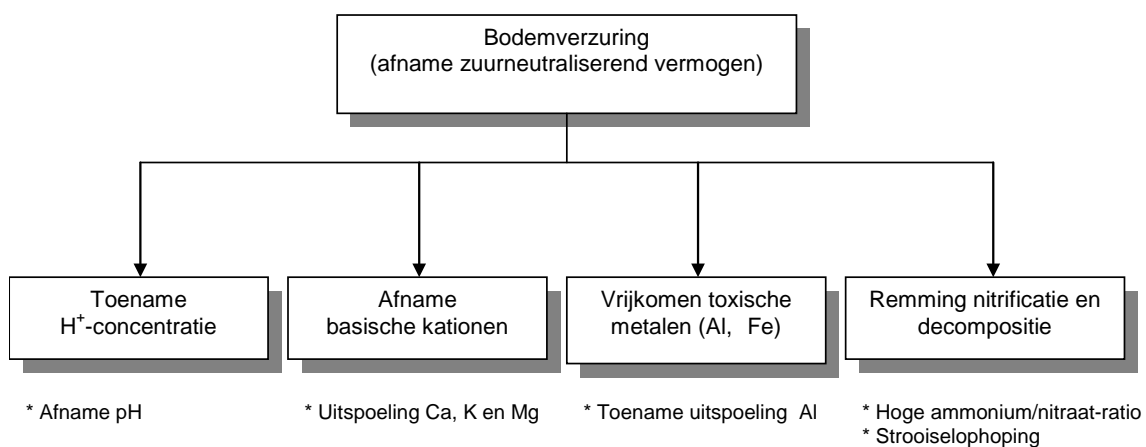 Bodemverzuring
(afname zuurneutraliserend vermogen)
Toename
H⁺-concentratie
Afname
basische kationen
Vrijkomen toxische
metalen (Al, Fe)
Remming nitrificatie en
decompositie
* Afname pH
* Uitspoeling Ca, K en Mg
* Toename uitspoeling Al
* Hoge ammonium/nitraat-ratio
* Strooiselophoping